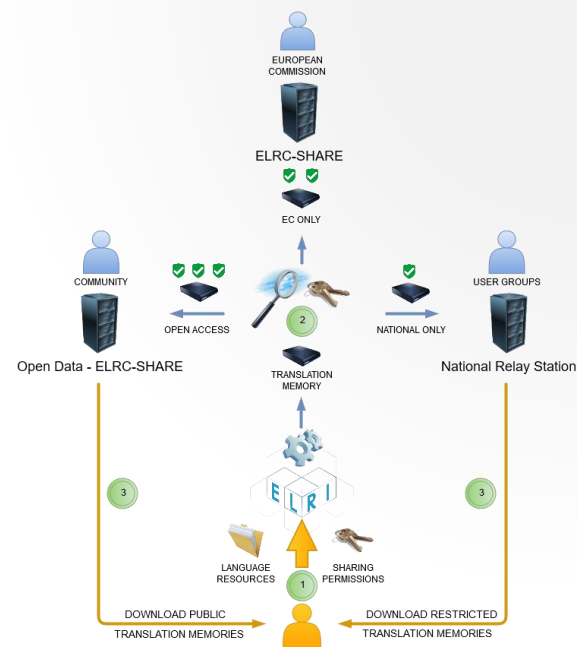 EUROPEAN
COMMISSION
ELRC-SHARE
EC ONLY
COMMUNITY
USER GROUPS
OPEN ACCESS
2
NATIONAL ONLY
Open Data - ELRC-SHARE
National Relay Station
TRANSLATION
MEMORY
3
3
ELRI
LANGUAGE
RESOURCES
SHARING
PERMISSIONS
1
DOWNLOAD PUBLIC
TRANSLATION MEMORIES
DOWNLOAD RESTRICTED
TRANSLATION MEMORIES